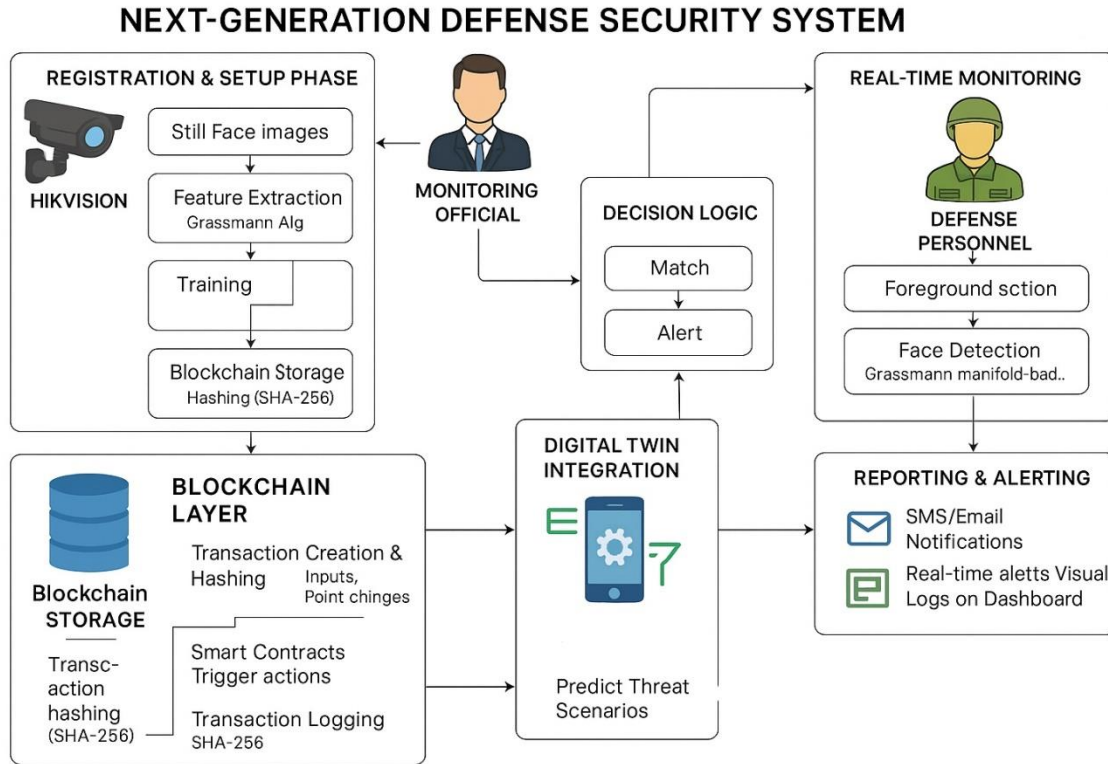 NEXT-GENERATION DEFENSE SECURITY SYSTEM
REGISTRATION & SETUP PHASE
HIKVISION
Still Face images
Feature Extraction
Grassmann Alg
Training
Blockchain Storage
Hashing (SHA-256)
MONITORING
OFFICIAL
DECISION LOGIC
Match
Alert
REAL-TIME MONITORING
DEFENSE
PERSONNEL
Foreground sction
Face Detection
Grassmann manifold-bad..
BLOCKCHAIN
LAYER
Blockchain
STORAGE
Transc-
action
hashing
(SHA-256)
Transaction Creation &
Hashing
Inputs,
Point chinges
Smart Contracts
Trigger actions
Transaction Logging
SHA-256
DIGITAL TWIN
INTEGRATION
Predict Threat
Scenarios
REPORTING & ALERTING
SMS/Email
Notifications
Real-time aletts Visual
Logs on Dashboard